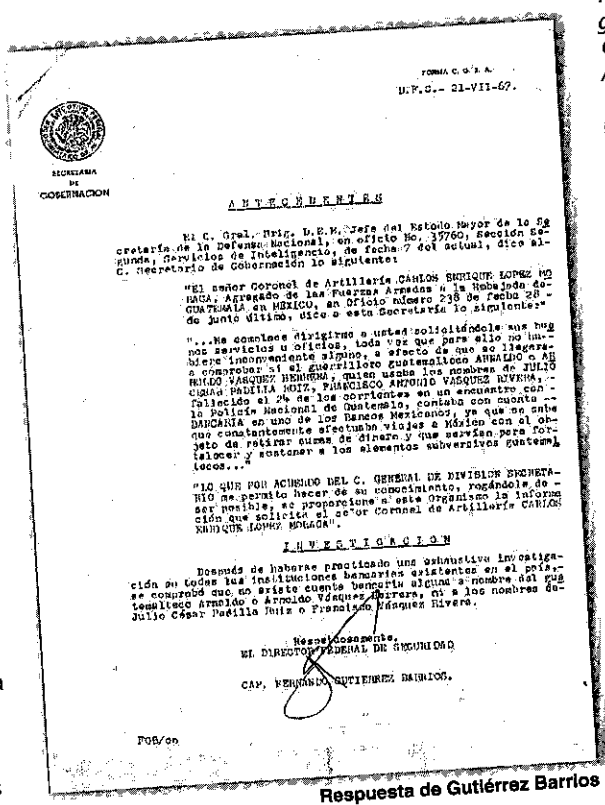 FORMA C. G. S. A.
D.F.S.- 21-VII-67.
SECRETARIA
DE
GOBERNACION
A N T E C E D E N T E S
El C. Gral. Brig. D.E.M. Jefe del Estado Mayor de la Se
cretaría de la Defensa Nacional, en oficio No. 35760, Sección Se-
gunda, Servicios de Inteligencia, de fecha 7 del actual, dice al-
C. Secretario de Gobernación lo siguiente:
"El señor Coronel de Artillería CARLOS ENRIQUE LOPEZ MO
RAGA, Agregado de las Fuerzas Armadas a la Embajada de-
GUATEMALA en MEXICO, en Oficio número 238 de fecha 28 -
de junio último, dice a esta Secretaría lo siguiente:"
"...Me complace dirigirme a usted solicitándole sus bue
nos servicios u oficios, toda vez que para ello no hu-
biere inconveniente alguno, a efecto de que se llegara-
a comprobar si el guerrillero guatemalteco ARNALDO o AR
NOLDO VASQUEZ HERRERA, quien usaba los nombres de JULIO
CESAR PADILLA RUIZ, FRANCISCO ANTONIO VASQUEZ RIVERA, -
fallecido el 24 de los corrientes en un encuentro con -
la Policía Nacional de Guatemala, contaba con cuenta --
BANCARIA en uno de los Bancos Mexicanos, ya que se sabe
que constantemente efectuaba viajes a México con el ob-
jeto de retirar sumas de dinero y que servían para for-
talecer y sostener a los elementos subversivos guatemal
tecos..."
"LO QUE POR ACUERDO DEL C. GENERAL DE DIVISION SECRETA-
RIO me permito hacer de su conocimiento, rogándole de -
ser posible, se proporcione a este Organismo la informa
ción que solicita el señor Coronel de Artillería CARLOS
ENRIQUE LOPEZ MORAGA".
I N V E S T I G A C I O N
Después de haberse practicado una exhaustiva investiga-
ción en todas las instituciones bancarias existentes en el país,-
se comprobó que no existe cuenta bancaria alguna a nombre del gua
temalteco Arnaldo o Arnoldo Vásquez Herrera, ni a los nombres de-
Julio César Padilla Ruiz o Francisco Vásquez Rivera.
Respetuosamente.
EL DIRECTOR FEDERAL DE SEGURIDAD
CAP. FERNANDO GUTIERREZ BARRIOS.
FGB/
Respuesta de Gutiérrez Barrios